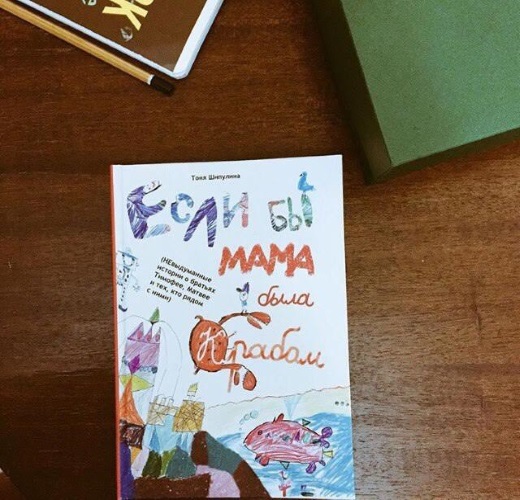 Тоня Шипулина
Если бы
мама
была
Крабом
(НЕвыдуманные
истории о братьях
Тимофее, Матвее
и тех, кто рядом
с ними)